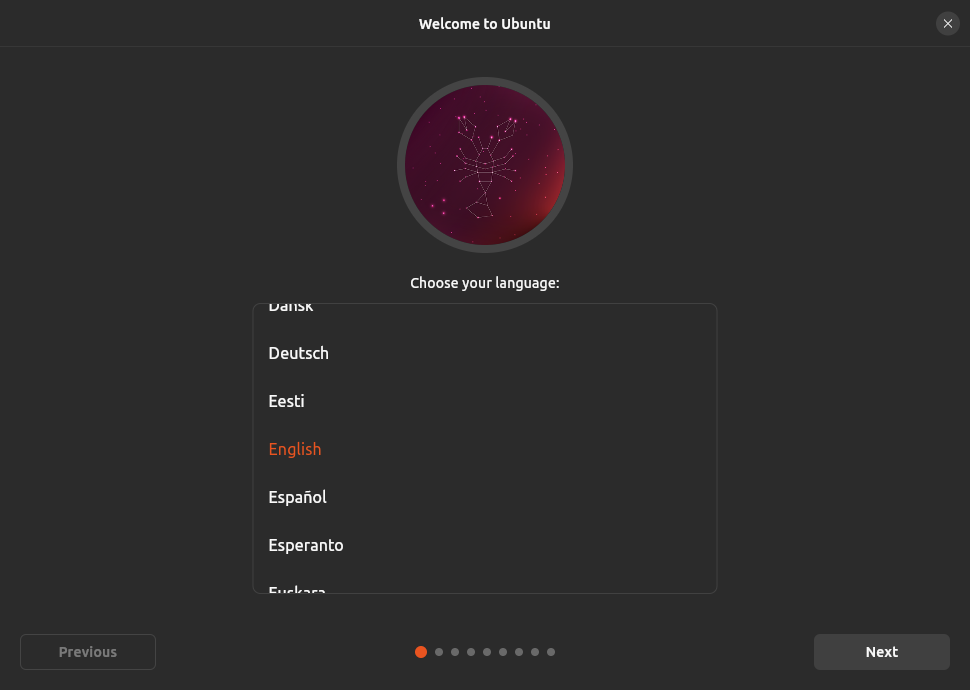 Welcome to Ubuntu
Choose your language:
Dansk
Deutsch
Eesti
English
Español
Esperanto
Euskara
Previous
Next